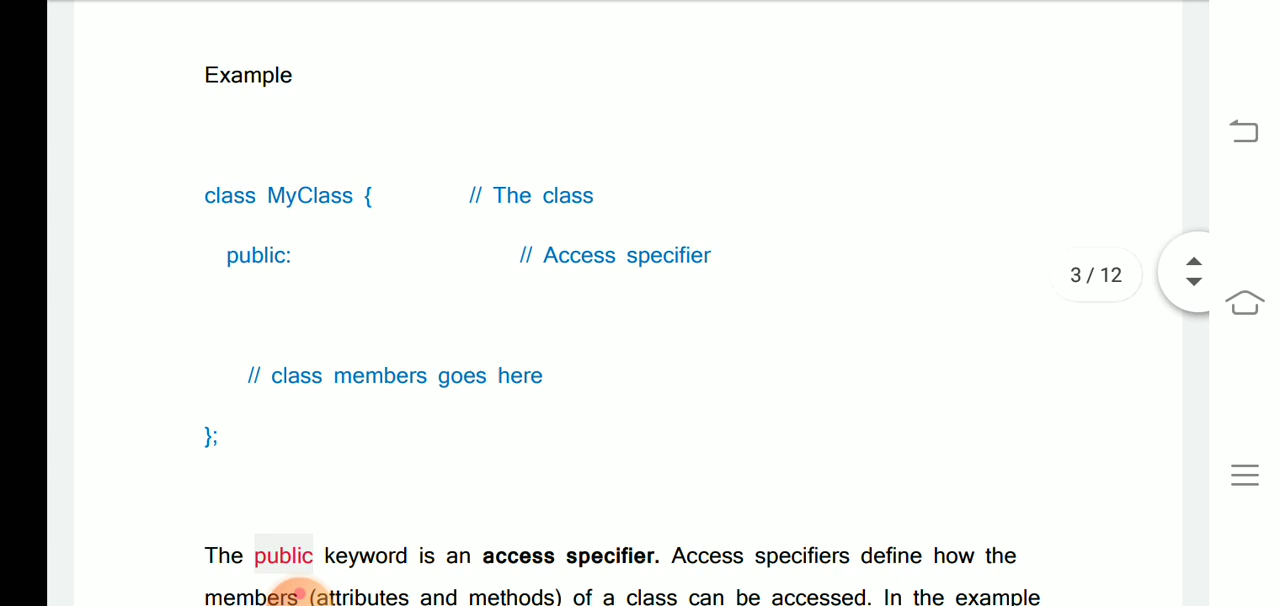 Example
class MyClass { // The class
public: // Access specifier
3 / 12
// class members goes here
};
The public keyword is an access specifier. Access specifiers define how the
members (attributes and methods) of a class can be accessed. In the example